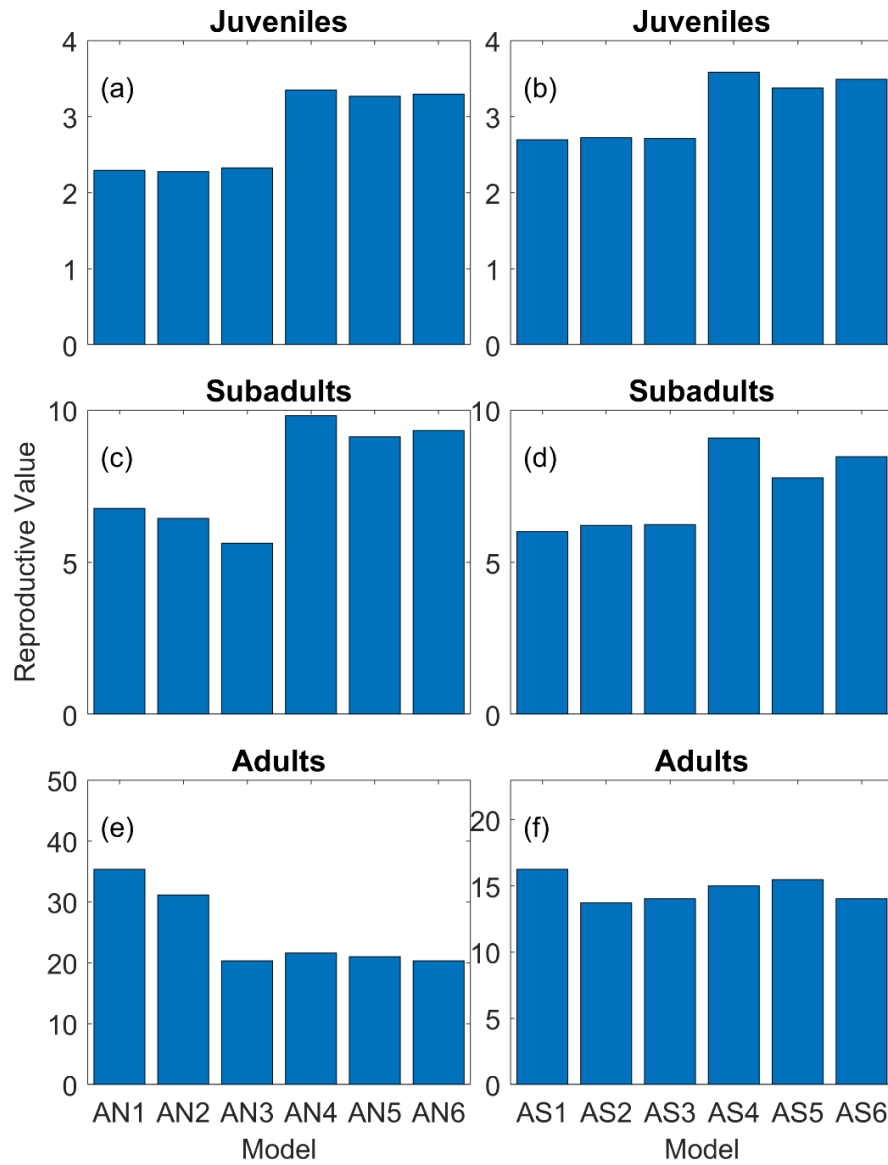 Juveniles
(a)
4
3
2
1
0
Juveniles
(b)
4
3
2
1
0
Reproductive Value
Subadults
(c)
10
5
0
Subadults
(d)
10
5
0
Adults
(e)
50
40
30
20
10
0
AN1 AN2 AN3 AN4 AN5 AN6
Model
Adults
(f)
20
15
10
5
0
AS1 AS2 AS3 AS4 AS5 AS6
Model